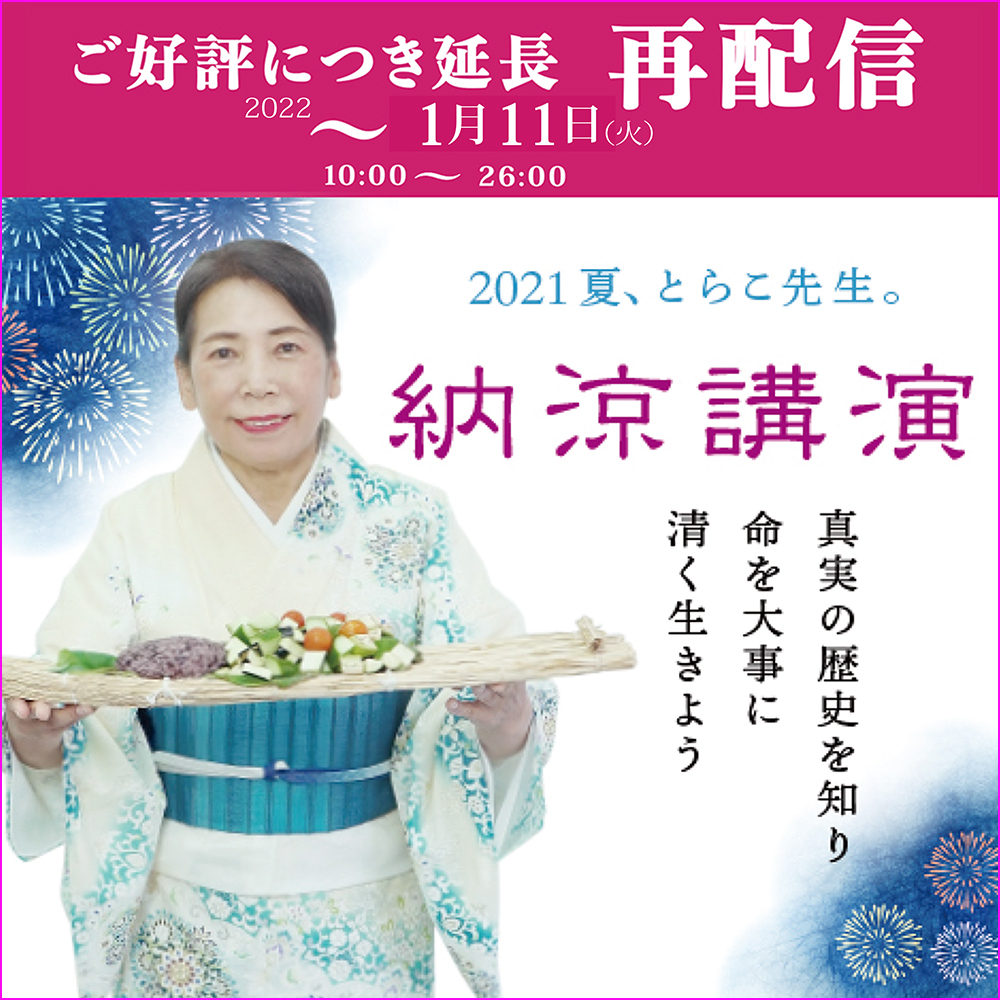 ご好評につき延長 再配信
2022
～1月11日(火)
10:00～26:00
2021夏、とらこ先生。
納涼講演
真実の歴史を知り
命を大事に
清く生きよう